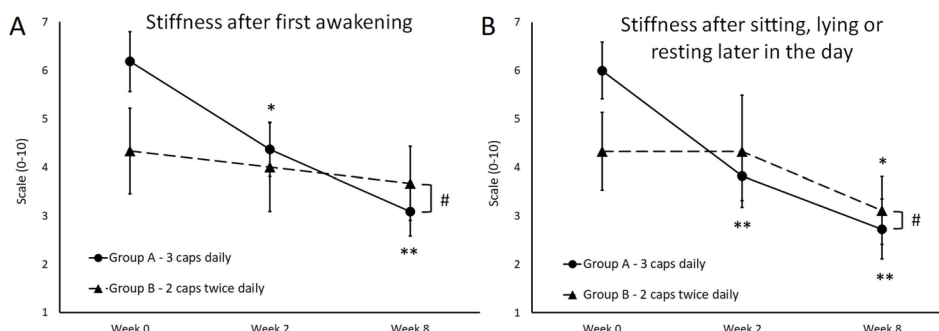 A
Stiffness after first awakening
7
6
5
4
3
2
1
Scale (0-10)
*
#
**
Group A - 3 caps daily
Group B - 2 caps twice daily
Week 0
Week 2
Week 8
B
Stiffness after sitting, lying or
resting later in the day
7
6
5
4
3
2
1
Scale (0-10)
*
#
**
**
Group A - 3 caps daily
Group B - 2 caps twice daily
Week 0
Week 2
Week 8